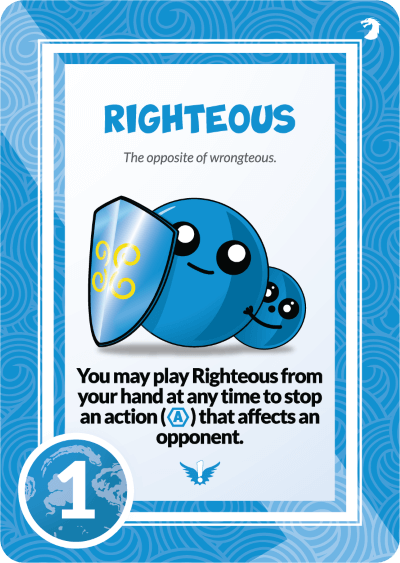 RIGHTEOUS
The opposite of wrongteous.
You may play Righteous from
your hand at any time to stop
an action (A) that affects an
opponent.
!
1